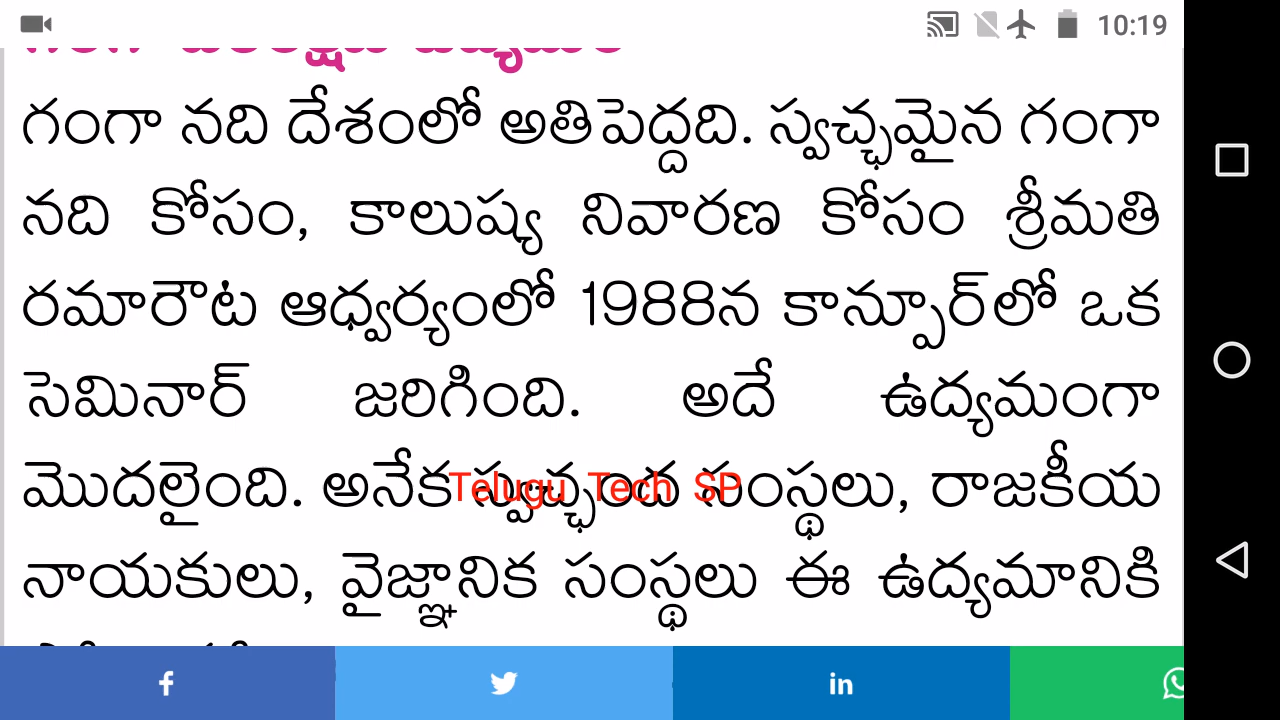 10:19
గంగా నది దేశంలో అతిపెద్దది. స్వచ్ఛమైన గంగా
నది కోసం, కాలుష్య నివారణ కోసం శ్రీమతి
రమారౌట ఆధ్వర్యంలో 1988న కాన్పూర్‌లో ఒక
సెమినార్ జరిగింది. అదే ఉద్యమంగా
మొదలైంది. అనేక స్వచ్ఛంద సంస్థలు, రాజకీయ
Telugu Tech SP
నాయకులు, వైజ్ఞానిక సంస్థలు ఈ ఉద్యమానికి